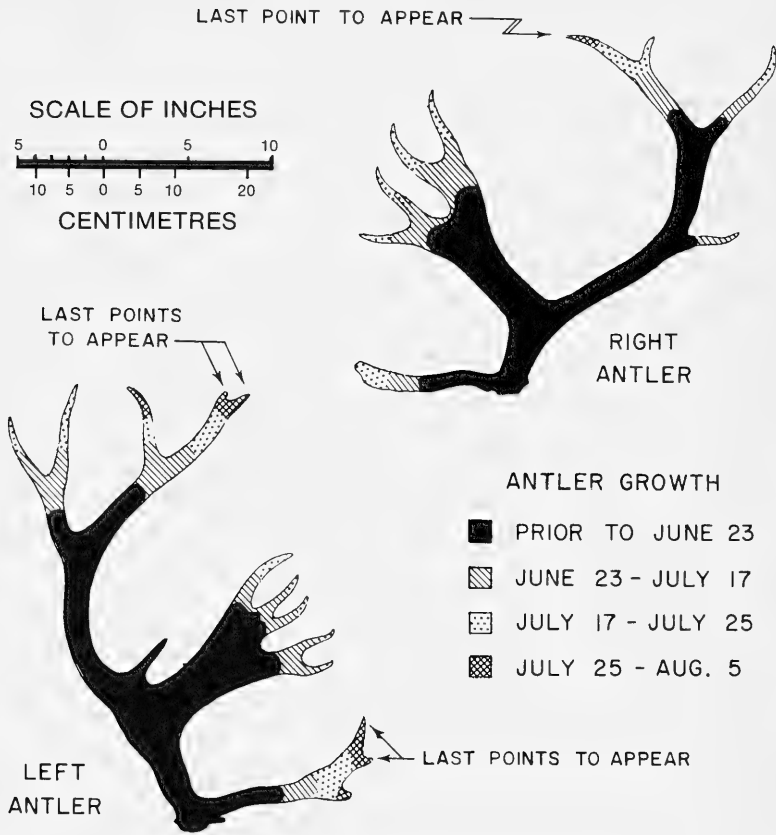 LAST POINT TO APPEAR
SCALE OF INCHES
5 0 5 10
10 5 0 5 10 20
CENTIMETRES
LAST POINTS
TO APPEAR
RIGHT
ANTLER
ANTLER GROWTH
PRIOR TO JUNE 23
JUNE 23 - JULY 17
JULY 17 - JULY 25
JULY 25 - AUG. 5
LAST POINTS TO APPEAR
LEFT
ANTLER